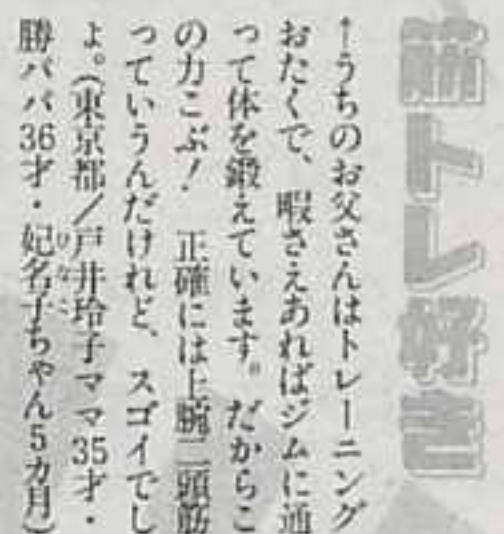 筋トレ好き
↑うちのお父さんはトレーニング
おたくで、暇さえあればジムに通
って体を鍛えています。だからこ
の力こぶ！　正確には上腕二頭筋
っていうんだけれど、スゴイでし
ょ。(東京都／戸井玲子ママ35才・
勝パパ36才・妃名子ちゃん5カ月)
ひなこ